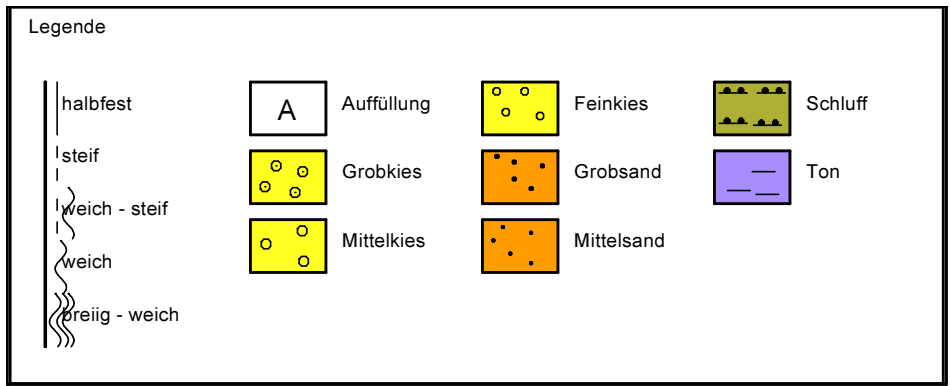 Legende
halbfest
steif
weich - steif
weich
breiig - weich
A Auffüllung
Grobkies
Mittelkies
Feinkies
Grobsand
Mittelsand
Schluff
Ton